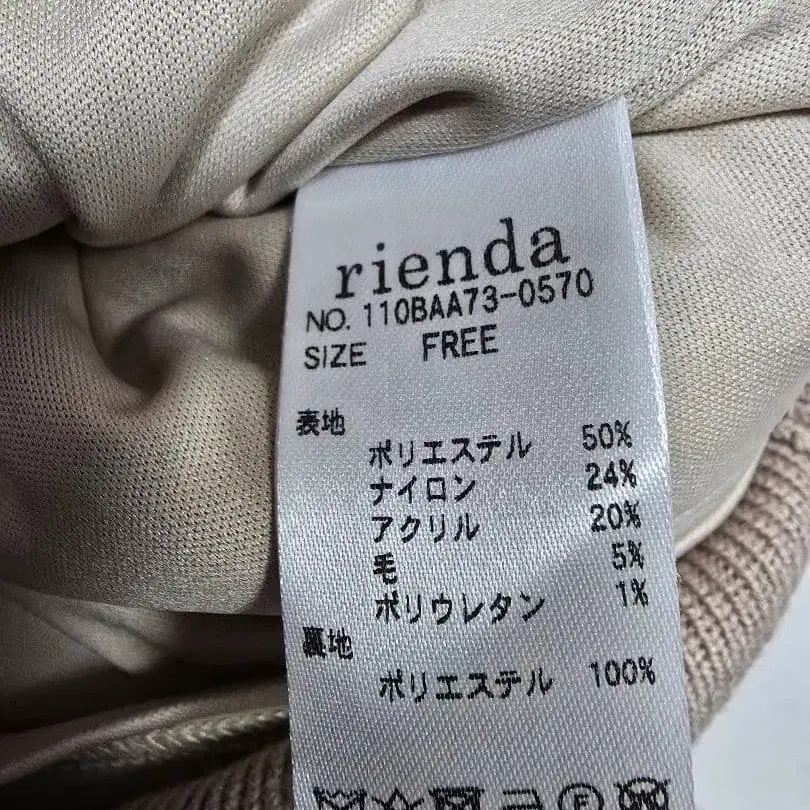 rienda
NO. 110BAA73-0570
SIZE FREE
表地
ポリエステル 50%
ナイロン 24%
アクリル 20%
毛 5%
ポリウレタン 1%
裏地
ポリエステル 100%